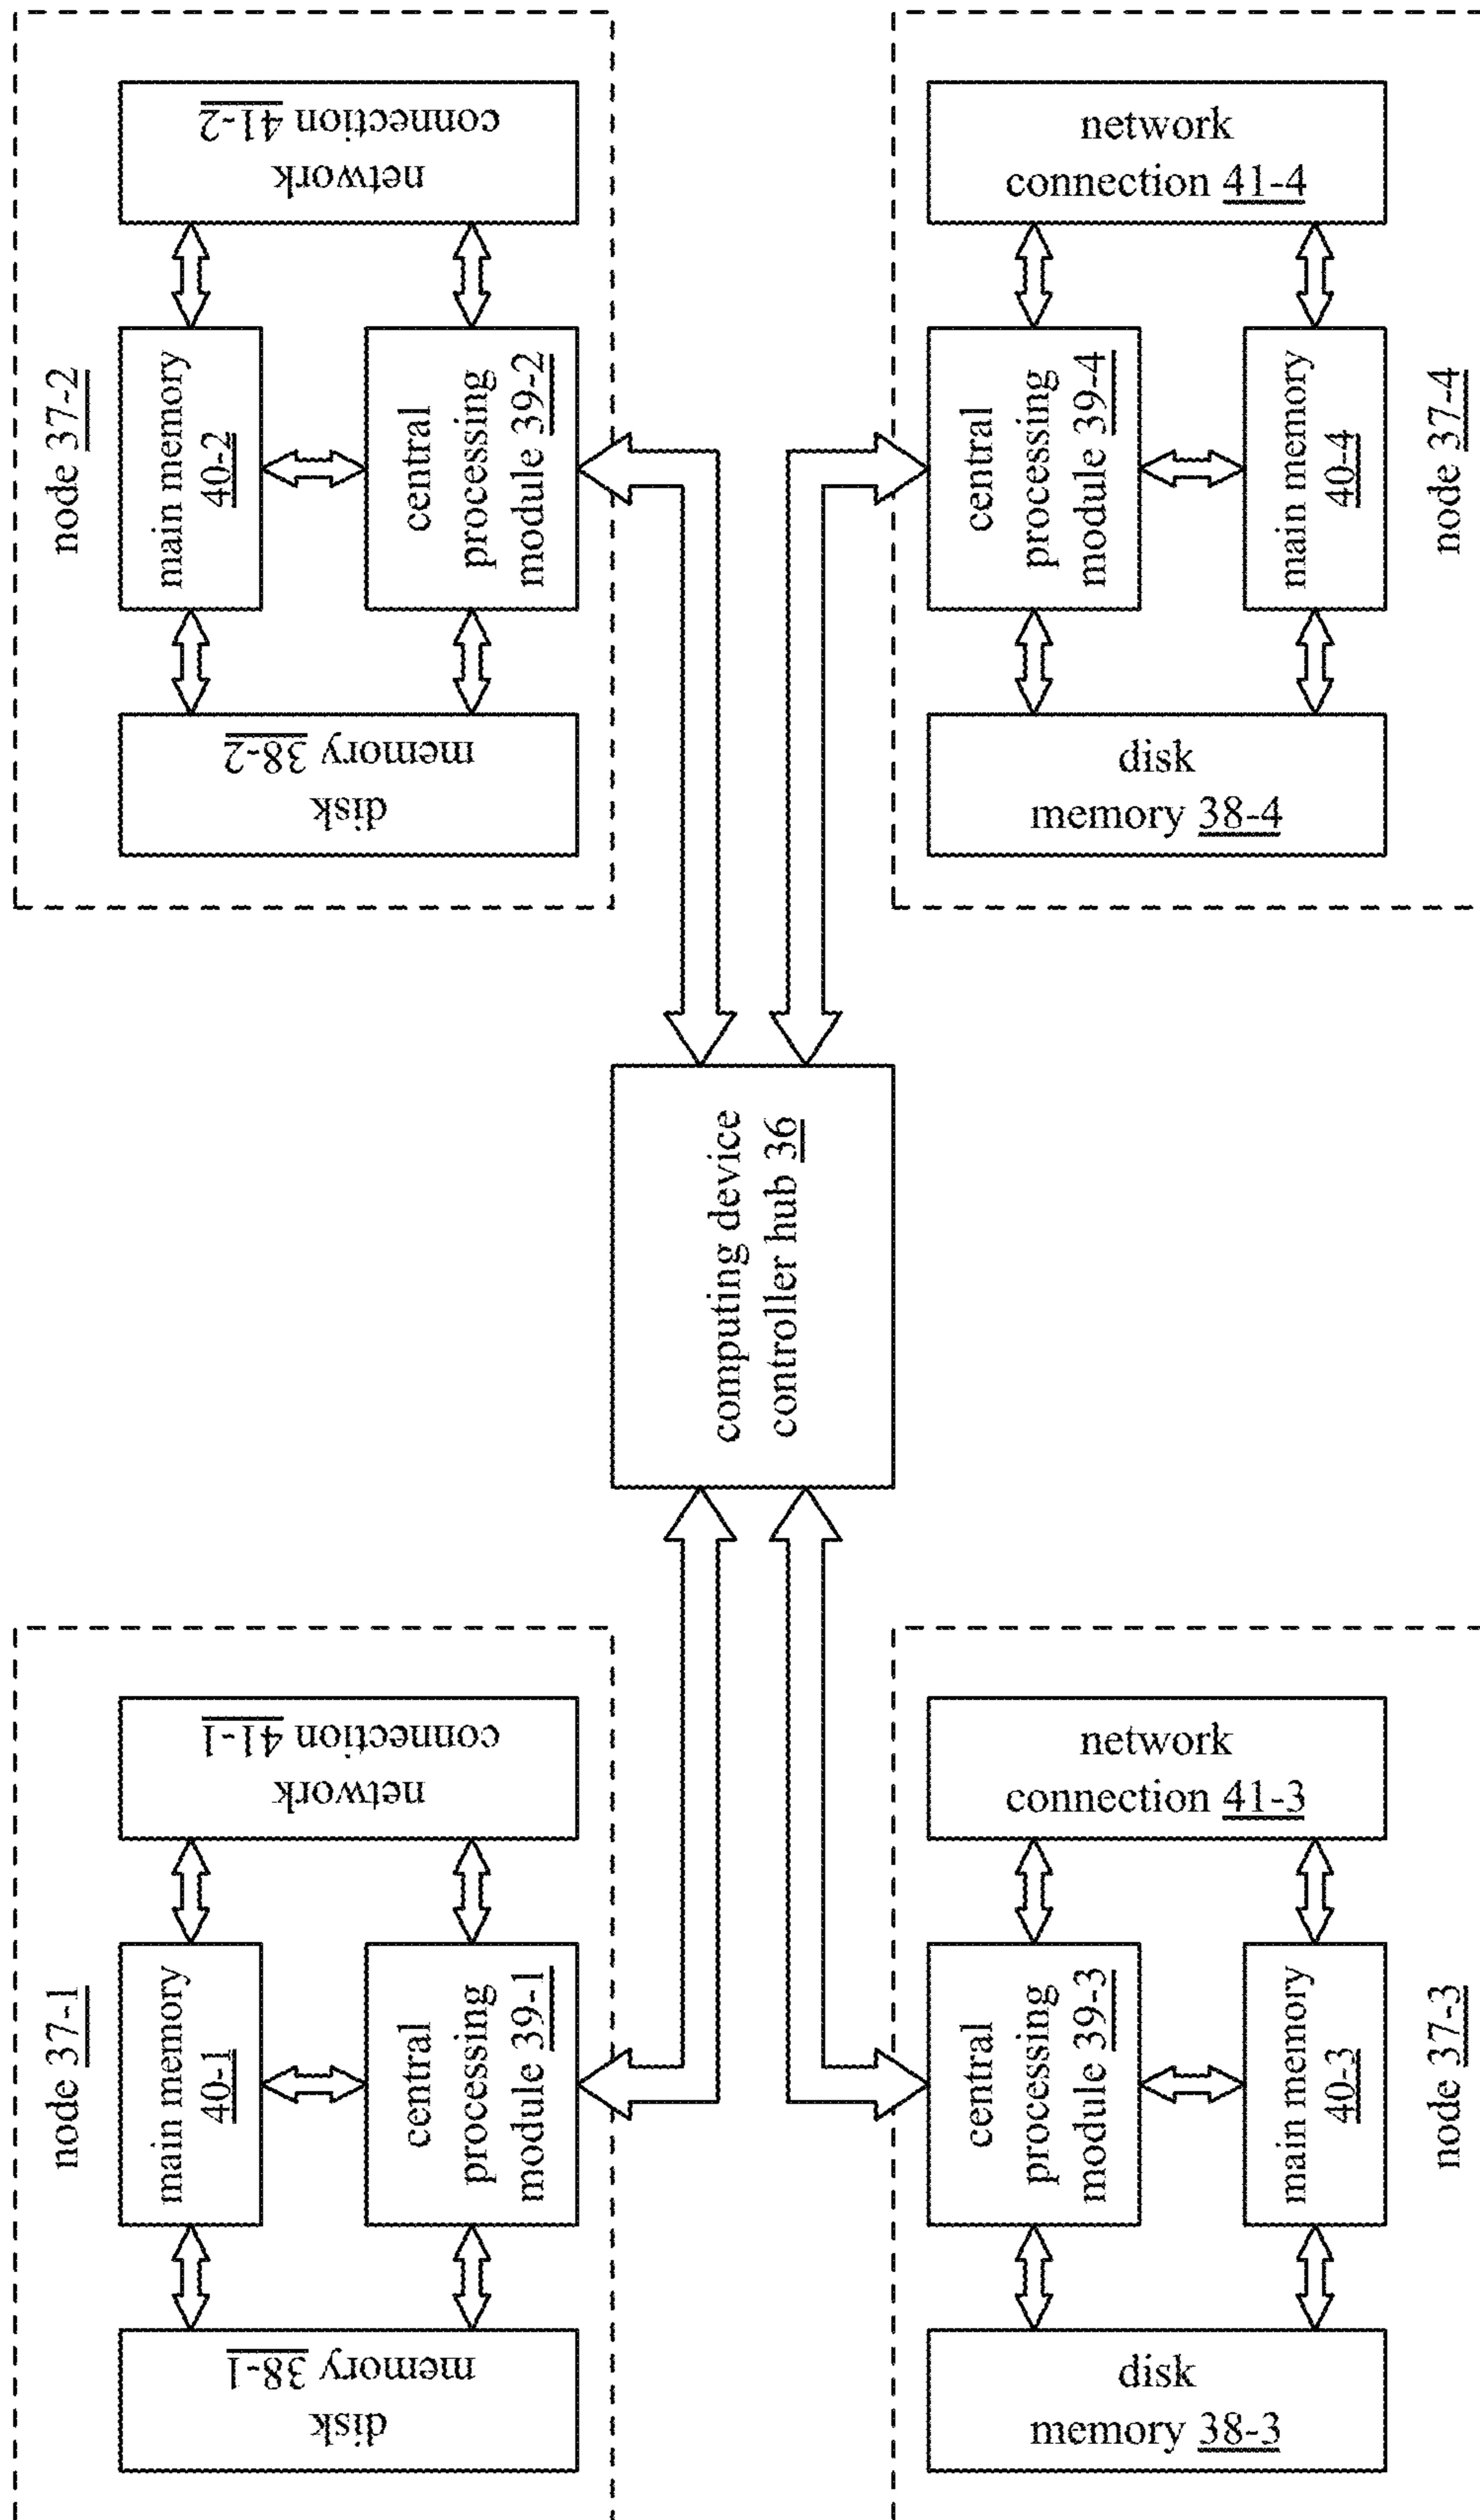 node 37-1
disk
memory 38-1
main memory
40-1
central
processing
module 39-1
network
connection 41-1
node 37-2
disk
memory 38-2
main memory
40-2
central
processing
module 39-2
network
connection 41-2
computing device
controller hub 36
disk
memory 38-3
central
processing
module 39-3
main memory
40-3
network
connection 41-3
node 37-3
disk
memory 38-4
central
processing
module 39-4
main memory
40-4
network
connection 41-4
node 37-4